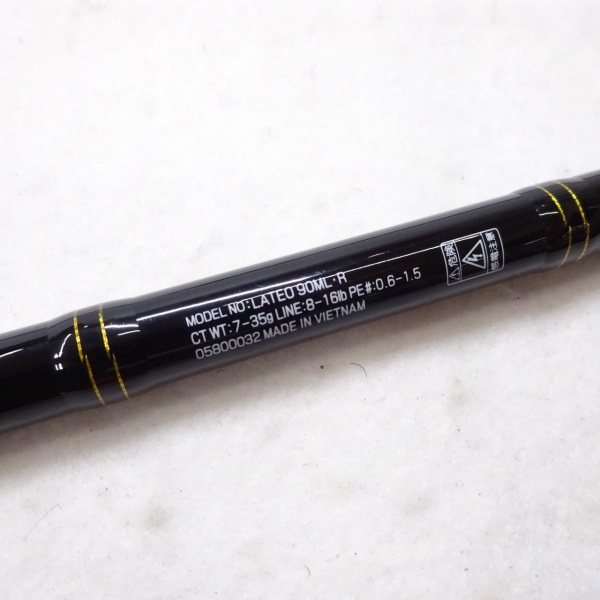 MODEL NO:LATEO 90ML・R
CT WT:7-35g LINE:8-16lb PE#:0.6-1.5
05800032 MADE IN VIETNAM
危険
感電注意